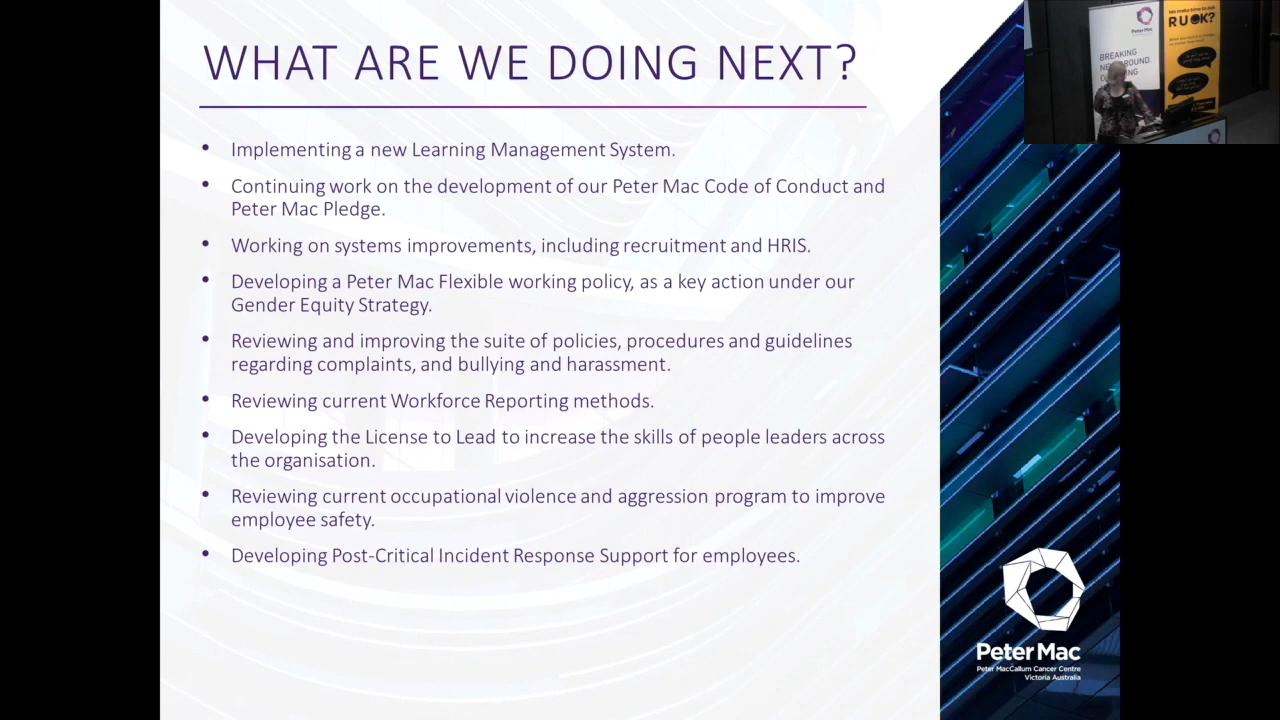 WHAT ARE WE DOING NEXT?
• Implementing a new Learning Management System.
• Continuing work on the development of our Peter Mac Code of Conduct and
Peter Mac Pledge.
• Working on systems improvements, including recruitment and HRIS.
• Developing a Peter Mac Flexible working policy, as a key action under our
Gender Equity Strategy.
• Reviewing and improving the suite of policies, procedures and guidelines
regarding complaints, and bullying and harassment.
• Reviewing current Workforce Reporting methods.
• Developing the License to Lead to increase the skills of people leaders across
the organisation.
• Reviewing current occupational violence and aggression program to improve
employee safety.
• Developing Post-Critical Incident Response Support for employees.
Peter Mac
Peter MacCallum Cancer Centre
Victoria Australia
Peter Mac
BREAKING
R U OK?